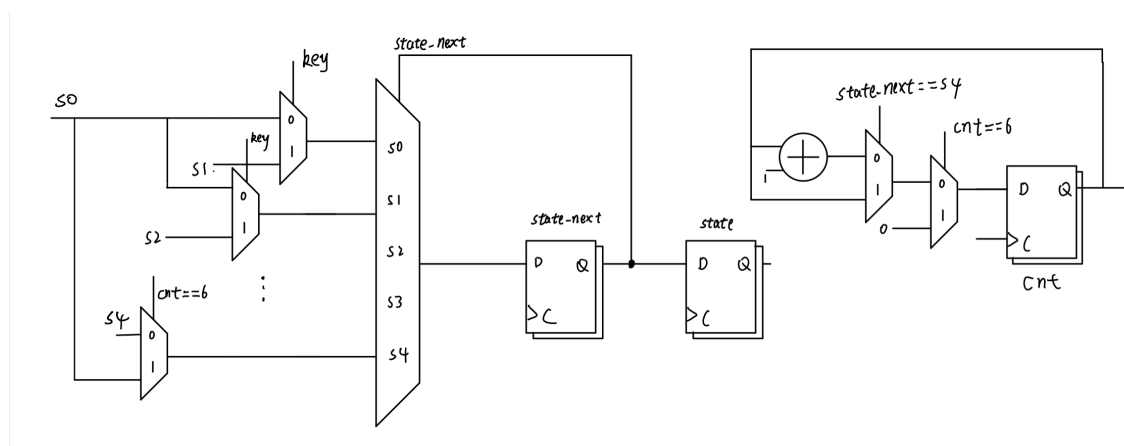 state-next
key
S0
0
key
1
S1
0
1
S2
cnt==6
S4
0
1
S0
S1
S2
S3
S4
state-next
D
Q
C
state
D
Q
C
state-next==S4
cnt==6
0
1
1
0
1
0
D
Q
C
cnt